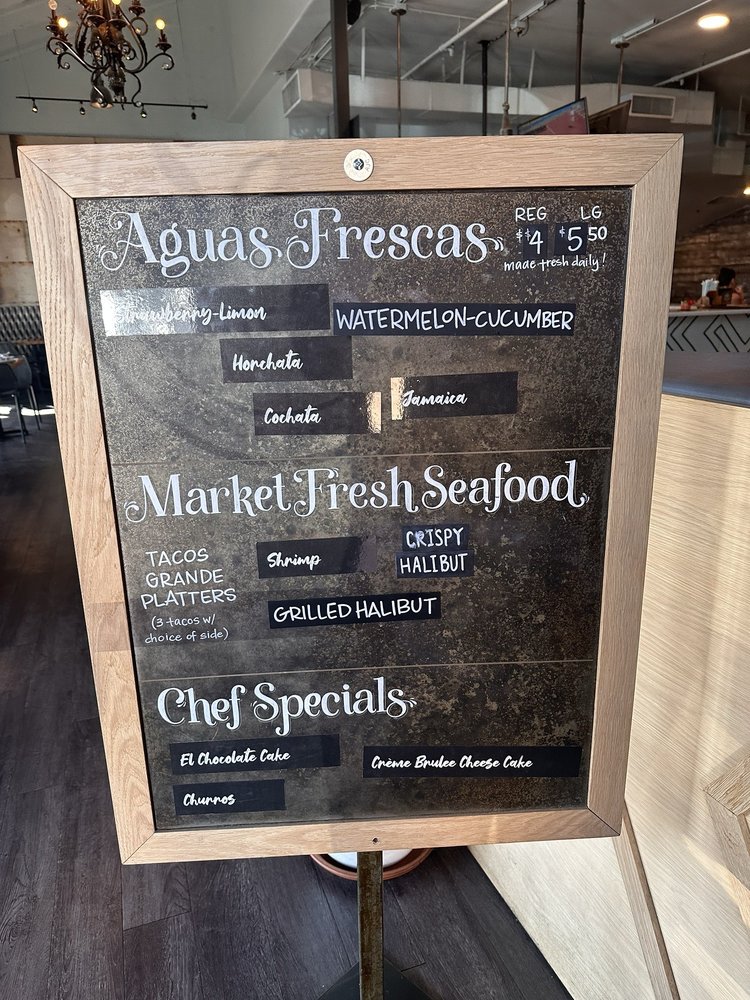 Aguas Frescas
REG LG
$4 $5 50
made fresh daily!
Strawberry-Limon
WATERMELON-CUCUMBER
Horchata
Jamaica
Cochata
Market Fresh Seafood
TACOS
GRANDE
PLATTERS
(3 tacos w/
choice of side)
Shrimp
CRISPY
HALIBUT
GRILLED HALIBUT
Chef Specials
El Chocolate Cake
Crème Brulee Cheese Cake
Churros